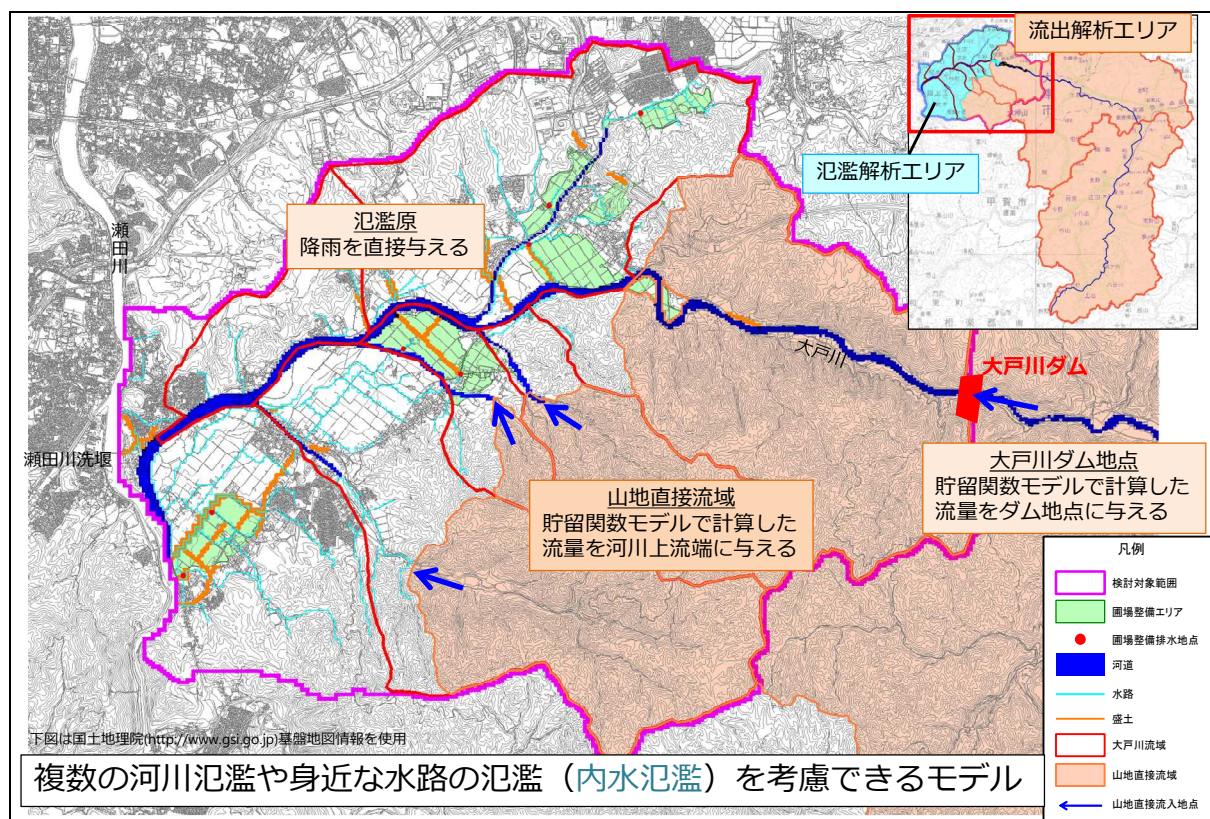 流出解析エリア
氾濫解析エリア
甲賀市
氾濫原
降雨を直接与える
瀬田川
大戸川
大戸川ダム
瀬田川洗堰
大戸川ダム地点
貯留関数モデルで計算した
流量をダム地点に与える
山地直接流域
貯留関数モデルで計算した
流量を河川上流端に与える
凡例
検討対象範囲
圃場整備エリア
圃場整備排水地点
河道
水路
盛土
大戸川流域
山地直接流域
山地直接流入地点
下図は国土地理院(http://www.gsi.go.jp)基盤地図情報を使用
複数の河川氾濫や身近な水路の氾濫（内水氾濫）を考慮できるモデル